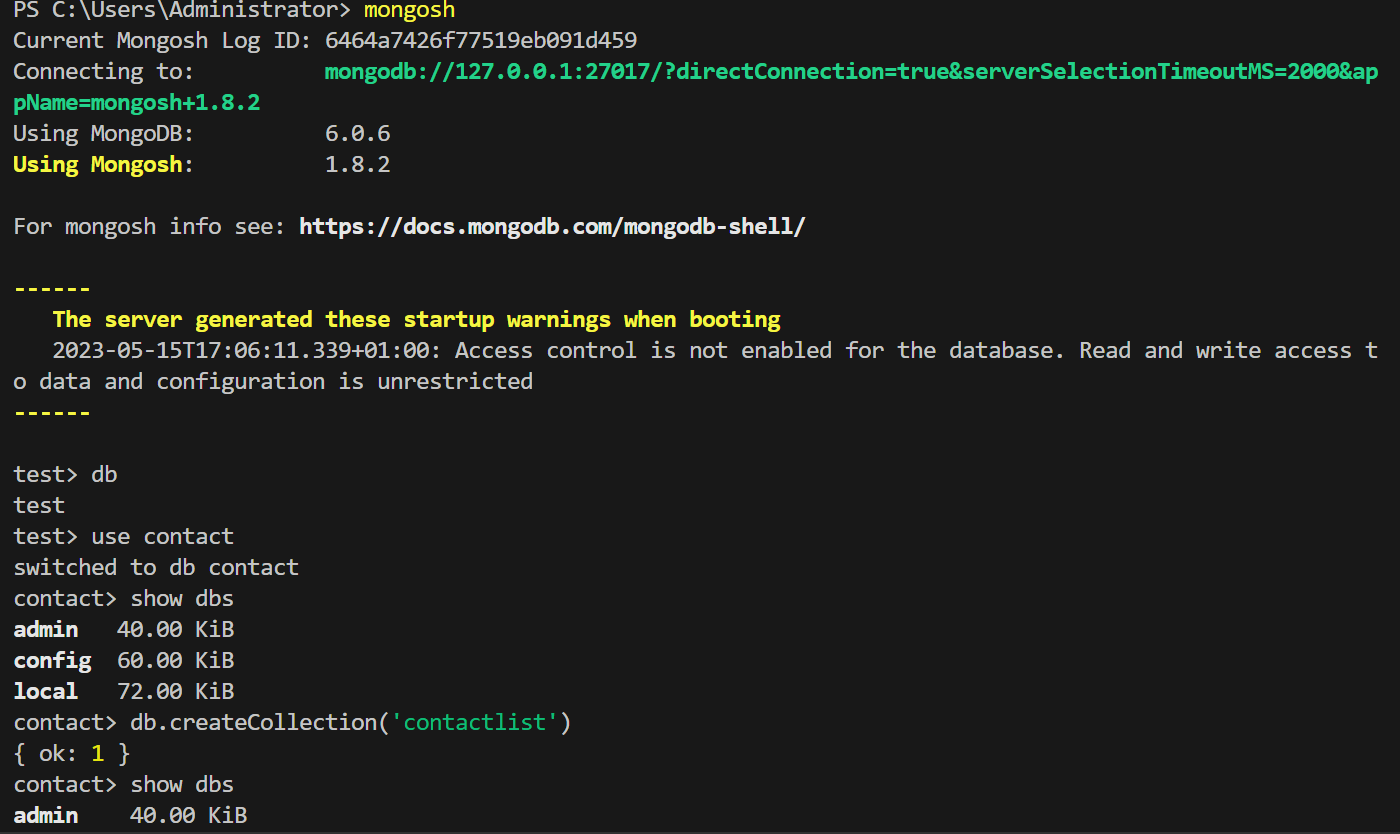 PS C:\Users\Administrator> mongosh
Current Mongosh Log ID: 6464a7426f77519eb091d459
Connecting to:          mongodb://127.0.0.1:27017/?directConnection=true&serverSelectionTimeoutMS=2000&ap
pName=mongosh+1.8.2
Using MongoDB:          6.0.6
Using Mongosh:          1.8.2
For mongosh info see: https://docs.mongodb.com/mongodb-shell/
------
   The server generated these startup warnings when booting
   2023-05-15T17:06:11.339+01:00: Access control is not enabled for the database. Read and write access t
o data and configuration is unrestricted
------
test> db
test
test> use contact
switched to db contact
contact> show dbs
admin   40.00 KiB
config  60.00 KiB
local   72.00 KiB
contact> db.createCollection('contactlist')
{ ok: 1 }
contact> show dbs
admin    40.00 KiB